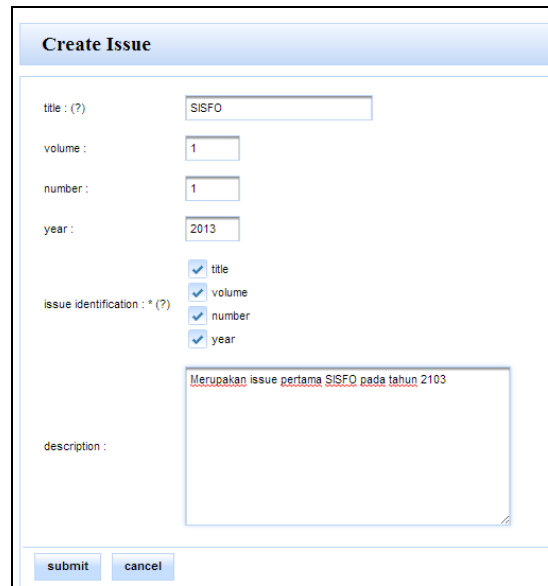 Create Issue
title : (?) SISFO
volume : 1
number : 1
year : 2013
issue identification : * (?)
title
volume
number
year
description :
Merupakan issue pertama SISFO pada tahun 2103
submit cancel